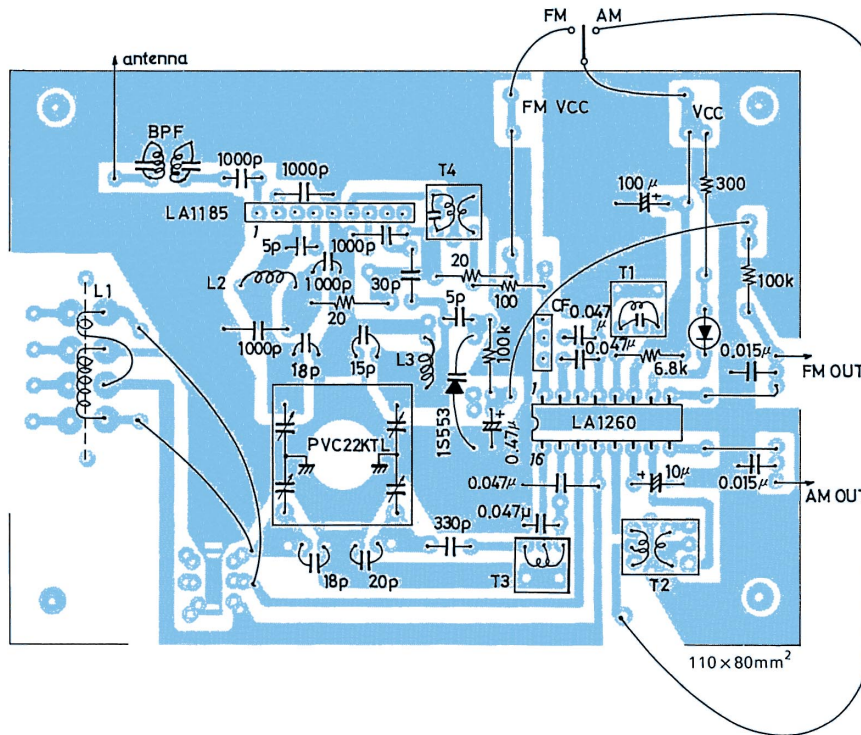 FM AM
antenna
FM VCC
VCC
BPF
1000p
1000p
T4
100μ
300
LA1185
1
5p
1000p
1000p
30p
L2
20
100
T1
100k
L1
20
5p
CF
0.047μ
0.047μ
1000p
18p
15p
L3
100k
6.8k
0.015μ
FM OUT
1S553
1
LA1260
PVC22KTL
0.47μ
16
0.047μ
10μ
0.015μ
AM OUT
0.047μ
330p
18p
20p
T3
T2
110×80mm²